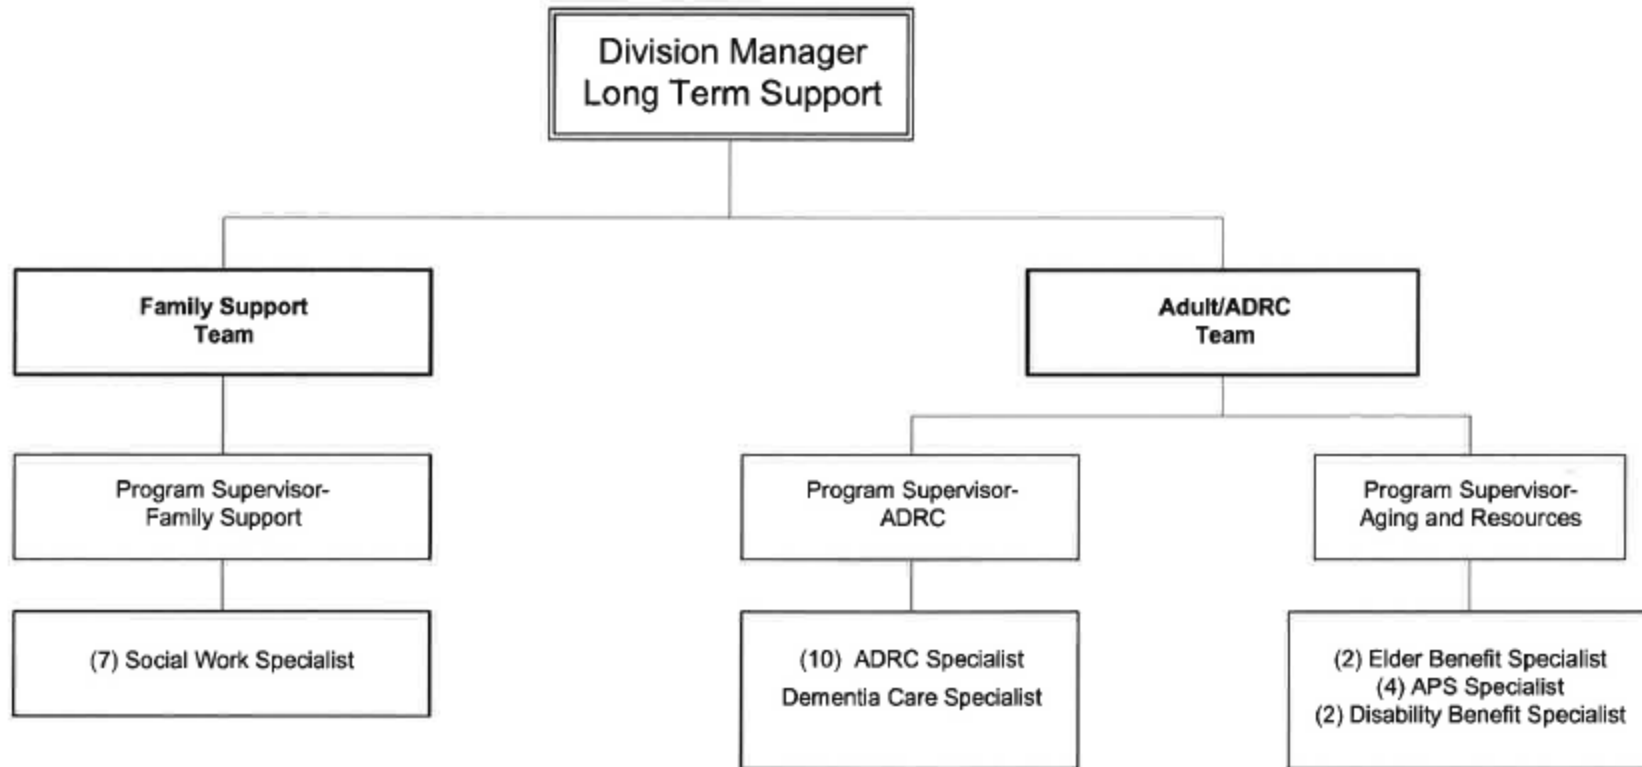 Division Manager
Long Term Support
Family Support
Team
Adult/ADRC
Team
Program Supervisor-
Family Support
Program Supervisor-
ADRC
Program Supervisor-
Aging and Resources
(7) Social Work Specialist
(10) ADRC Specialist
Dementia Care Specialist
(2) Elder Benefit Specialist
(4) APS Specialist
(2) Disability Benefit Specialist